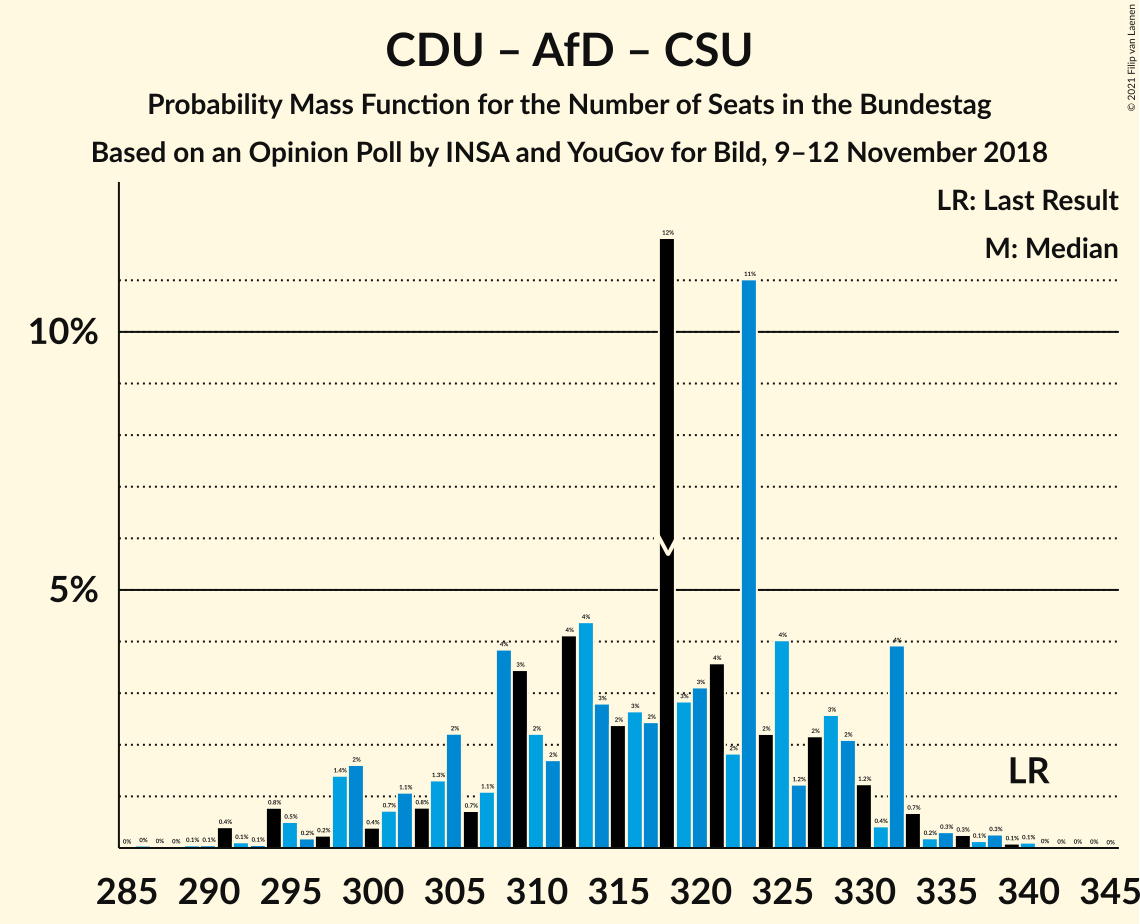 CDU – AfD – CSU
Probability Mass Function for the Number of Seats in the Bundestag
Based on an Opinion Poll by INSA and YouGov for Bild, 9–12 November 2018
© 2021 Filip van Laenen
LR: Last Result
M: Median
10%
5%
0% 0% 0% 0% 0.1% 0.1% 0.4% 0.1% 0.1% 0.8% 0.5% 0.2% 0.2% 1.4% 2% 0.4% 0.7% 1.1% 0.8% 1.3% 2% 0.7% 1.1% 4% 3% 2% 2% 4% 4% 3% 2% 3% 2% 12% 3% 3% 4% 2% 11% 2% 4% 1.2% 2% 3% 2% 1.2% 0.4% 4% 0.7% 0.2% 0.3% 0.3% 0.1% 0.3% 0.1% 0.1% 0% 0% 0% 0% 0%
LR
285 290 295 300 305 310 315 320 325 330 335 340 345